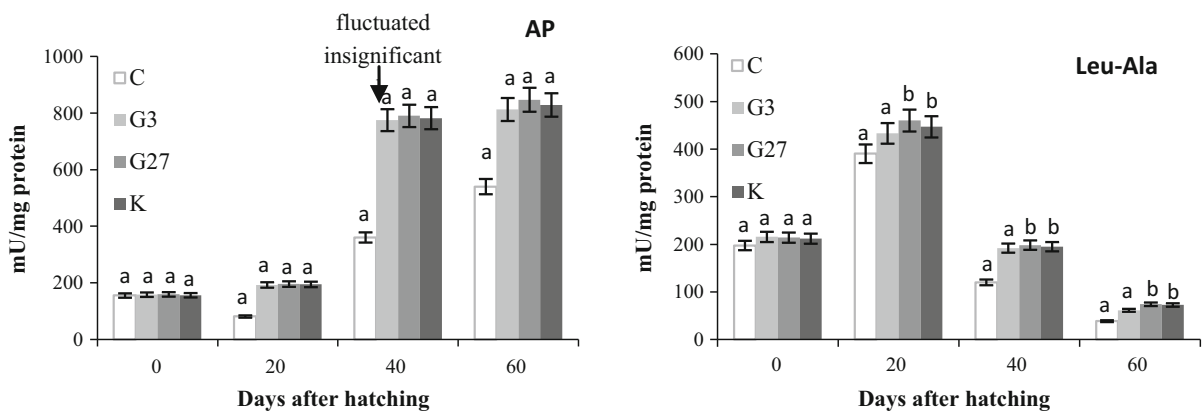 fluctuated
insignificant
AP
1000
800
600
400
200
0
mU/mg protein
C
G3
G27
K
a a a a
a a a a
a a a a
a a a a
0 20 40 60
Days after hatching
Leu-Ala
600
500
400
300
200
100
0
mU/mg protein
C
G3
G27
K
a a a a
a a b b
a a b b
a a b b
0 20 40 60
Days after hatching